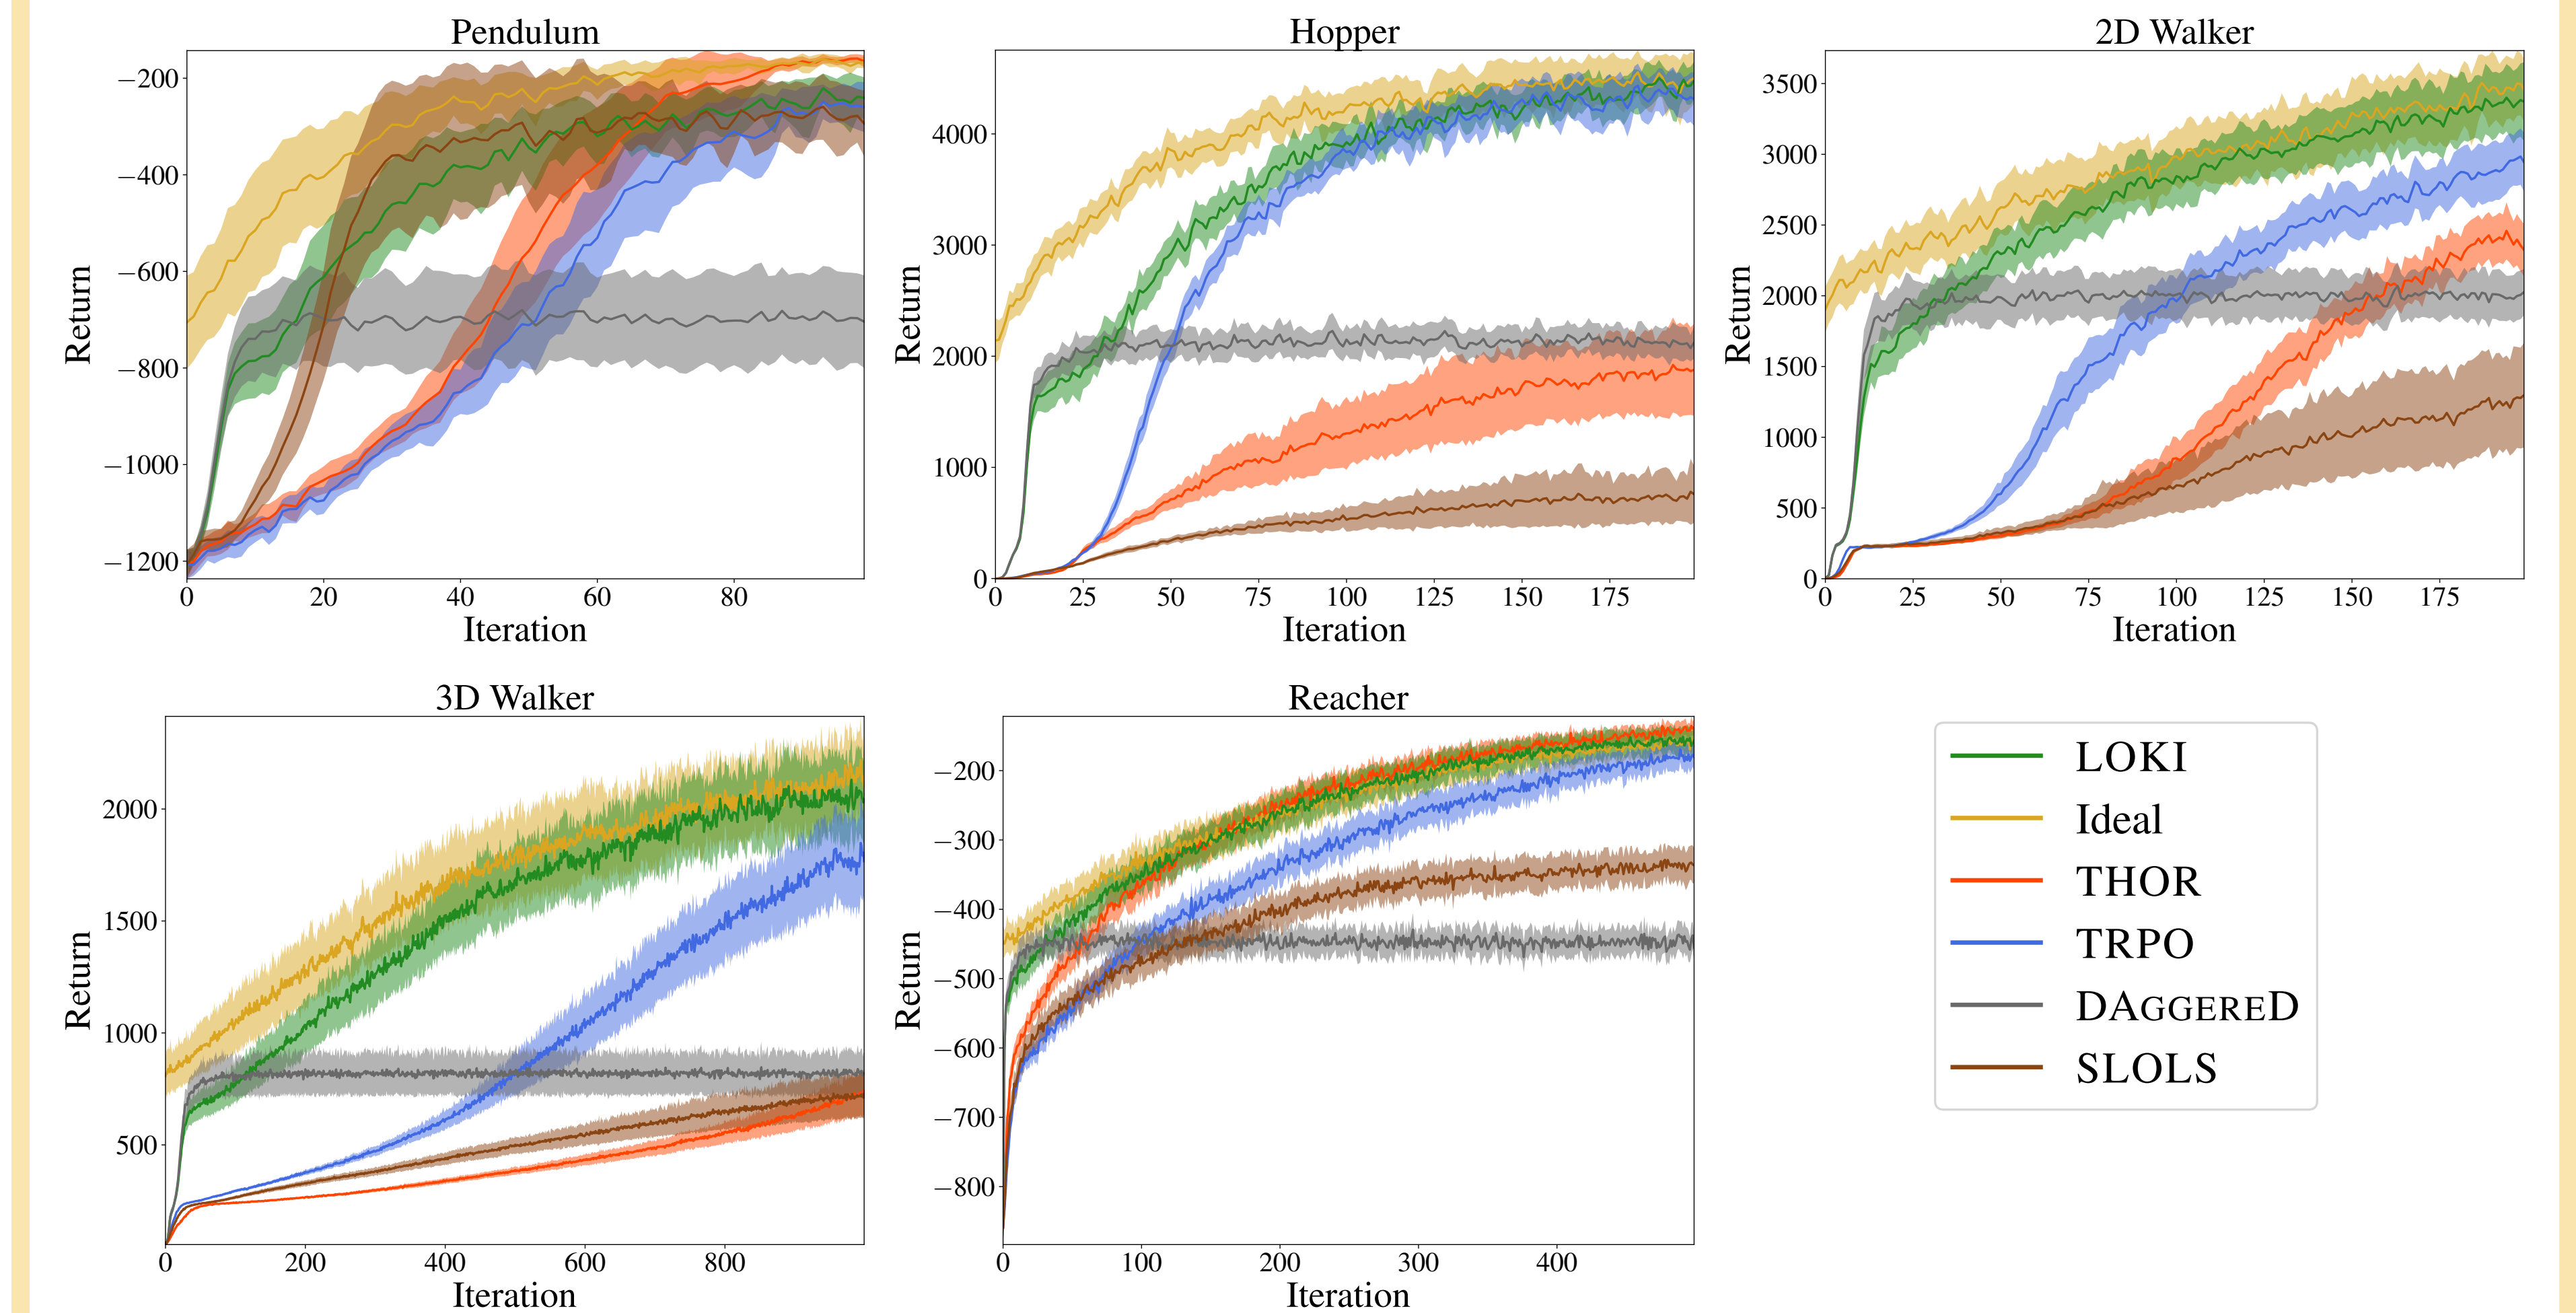 Pendulum
Return
−200
−400
−600
−800
−1000
−1200
0 20 40 60 80
Iteration
Hopper
Return
4000
3000
2000
1000
0
0 25 50 75 100 125 150 175
Iteration
2D Walker
Return
3500
3000
2500
2000
1500
1000
500
0
0 25 50 75 100 125 150 175
Iteration
3D Walker
Return
2000
1500
1000
500
0 200 400 600 800
Iteration
Reacher
Return
−200
−300
−400
−500
−600
−700
−800
0 100 200 300 400
Iteration
LOKI
Ideal
THOR
TRPO
DAGGEREED
SLOLS